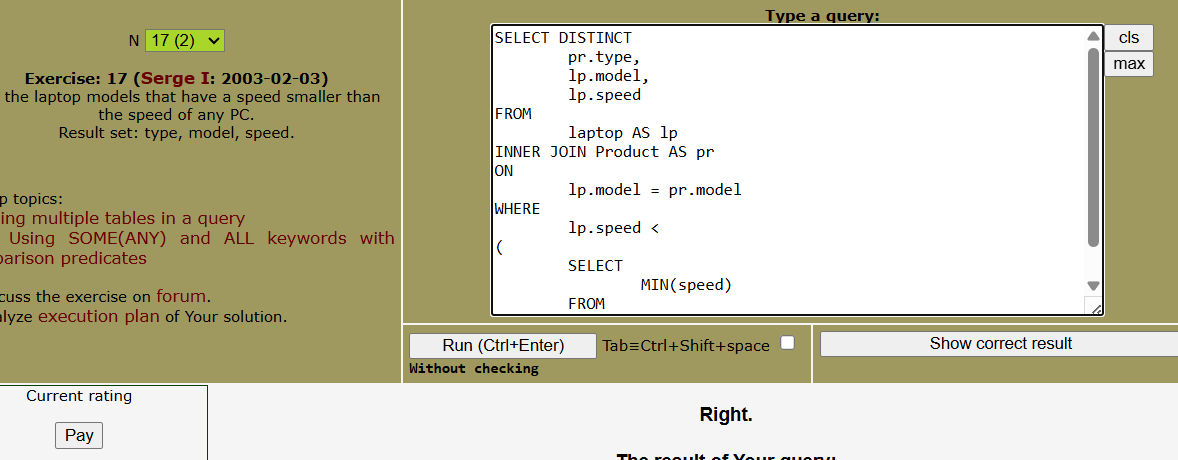 N 17 (2)
Exercise: 17 (Serge I: 2003-02-03)
the laptop models that have a speed smaller than
the speed of any PC.
Result set: type, model, speed.
p topics:
ing multiple tables in a query
Using SOME(ANY) and ALL keywords with
parison predicates
cuss the exercise on forum.
alyze execution plan of Your solution.
Type a query:
SELECT DISTINCT
pr.type,
lp.model,
lp.speed
FROM
laptop AS lp
INNER JOIN Product AS pr
ON
lp.model = pr.model
WHERE
lp.speed <
(
SELECT
MIN(speed)
FROM
cls
max
Run (Ctrl+Enter) Tab≡Ctrl+Shift+space
Without checking
Show correct result
Current rating
Pay
Right.
The result of Your query: